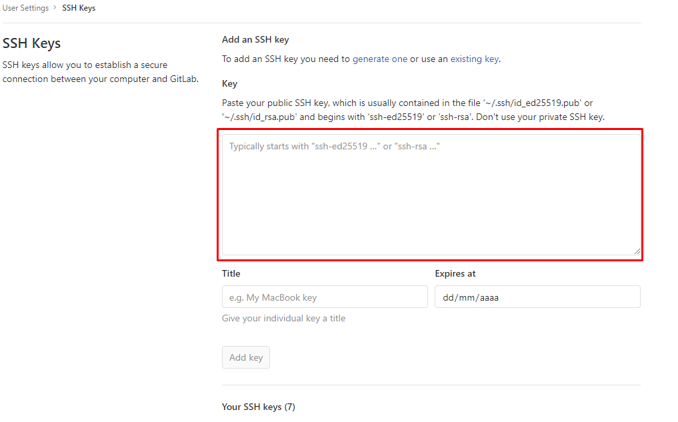 User Settings > SSH Keys
SSH Keys
SSH keys allow you to establish a secure
connection between your computer and GitLab.
Add an SSH key
To add an SSH key you need to generate one or use an existing key.
Key
Paste your public SSH key, which is usually contained in the file '~/.ssh/id_ed25519.pub' or
'~/.ssh/id_rsa.pub' and begins with 'ssh-ed25519' or 'ssh-rsa'. Don't use your private SSH key.
Typically starts with "ssh-ed25519 ..." or "ssh-rsa ..."
Title
Expires at
e.g. My MacBook key
dd/mm/aaaa
Give your individual key a title
Add key
Your SSH keys (7)